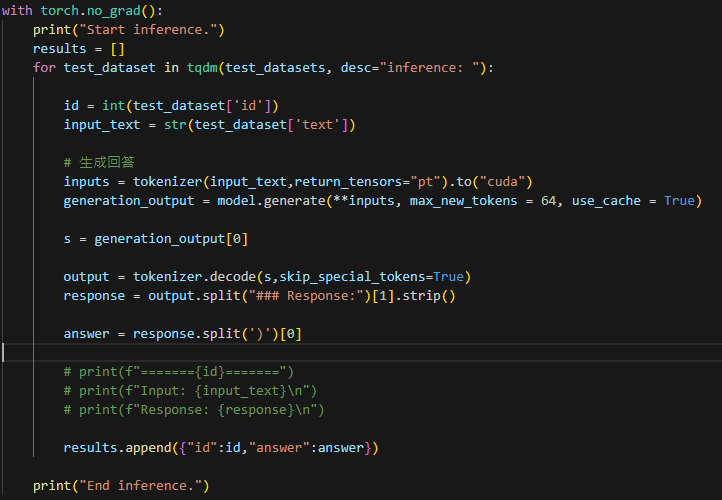 with torch.no_grad():
    print("Start inference.")
    results = []
    for test_dataset in tqdm(test_datasets, desc="inference: "):
        id = int(test_dataset['id'])
        input_text = str(test_dataset['text'])
        # 生成回答
        inputs = tokenizer(input_text,return_tensors="pt").to("cuda")
        generation_output = model.generate(**inputs, max_new_tokens = 64, use_cache = True)
        s = generation_output[0]
        output = tokenizer.decode(s,skip_special_tokens=True)
        response = output.split("### Response:")[1].strip()
        answer = response.split(')')[0]
        # print(f"======={id}=======")
        # print(f"Input: {input_text}\n")
        # print(f"Response: {response}\n")
        results.append({"id":id,"answer":answer})
    print("End inference.")